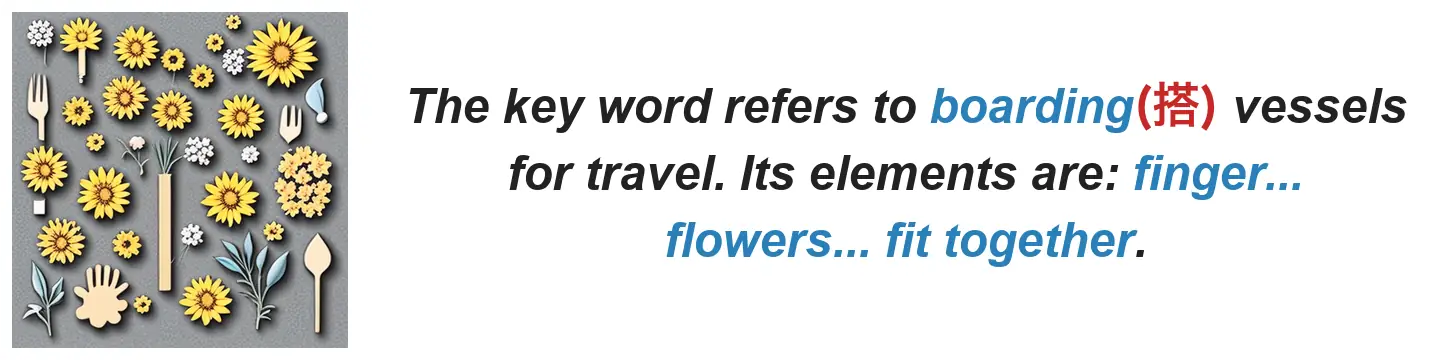 The key word refers to boarding(搭) vessels
for travel. Its elements are: finger...
flowers... fit together.